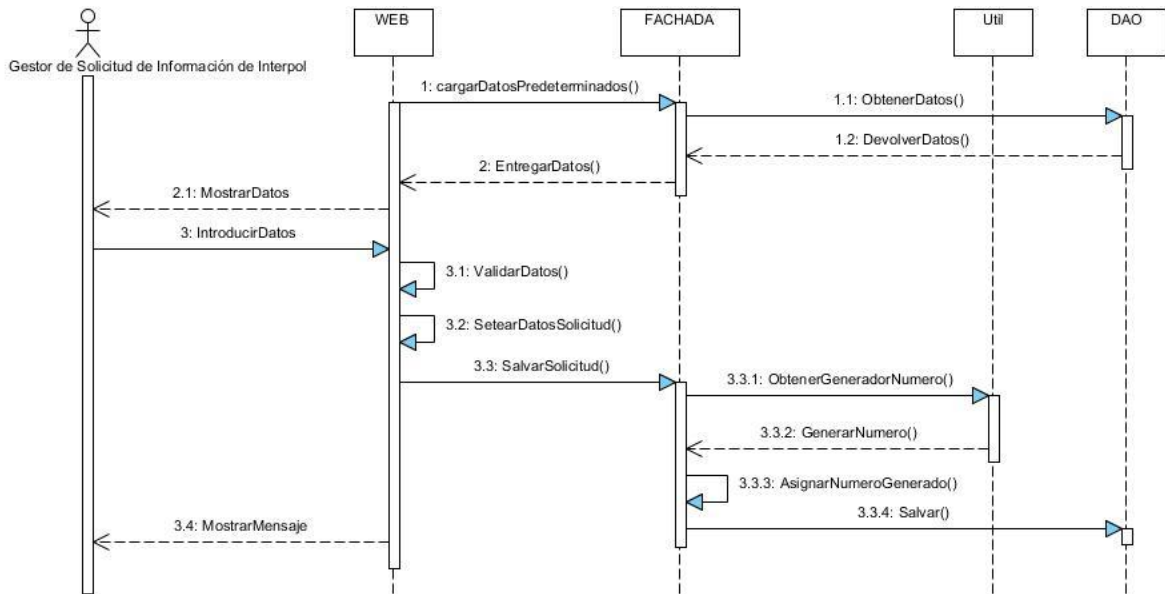 WEB
FACHADA
Util
DAO
Gestor de Solicitud de Información de Interpol
1: cargarDatosPredeterminados()
1.1: ObtenerDatos()
1.2: DevolverDatos()
2: EntregarDatos()
2.1: MostrarDatos
3: IntroducirDatos
3.1: ValidarDatos()
3.2: SetearDatosSolicitud()
3.3: SalvarSolicitud()
3.3.1: ObtenerGeneradorNumero()
3.3.2: GenerarNumero()
3.3.3: AsignarNumeroGenerado()
3.3.4: Salvar()
3.4: MostrarMensaje